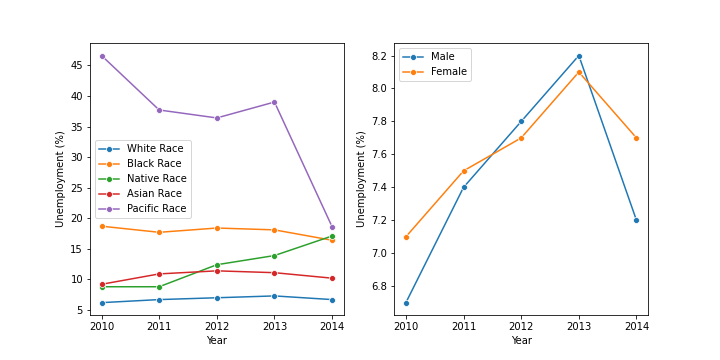 45
40
35
30
25
20
15
10
5
Unemployment (%)
White Race
Black Race
Native Race
Asian Race
Pacific Race
2010 2011 2012 2013 2014
Year
8.2
8.0
7.8
7.6
7.4
7.2
7.0
6.8
Unemployment (%)
Male
Female
2010 2011 2012 2013 2014
Year